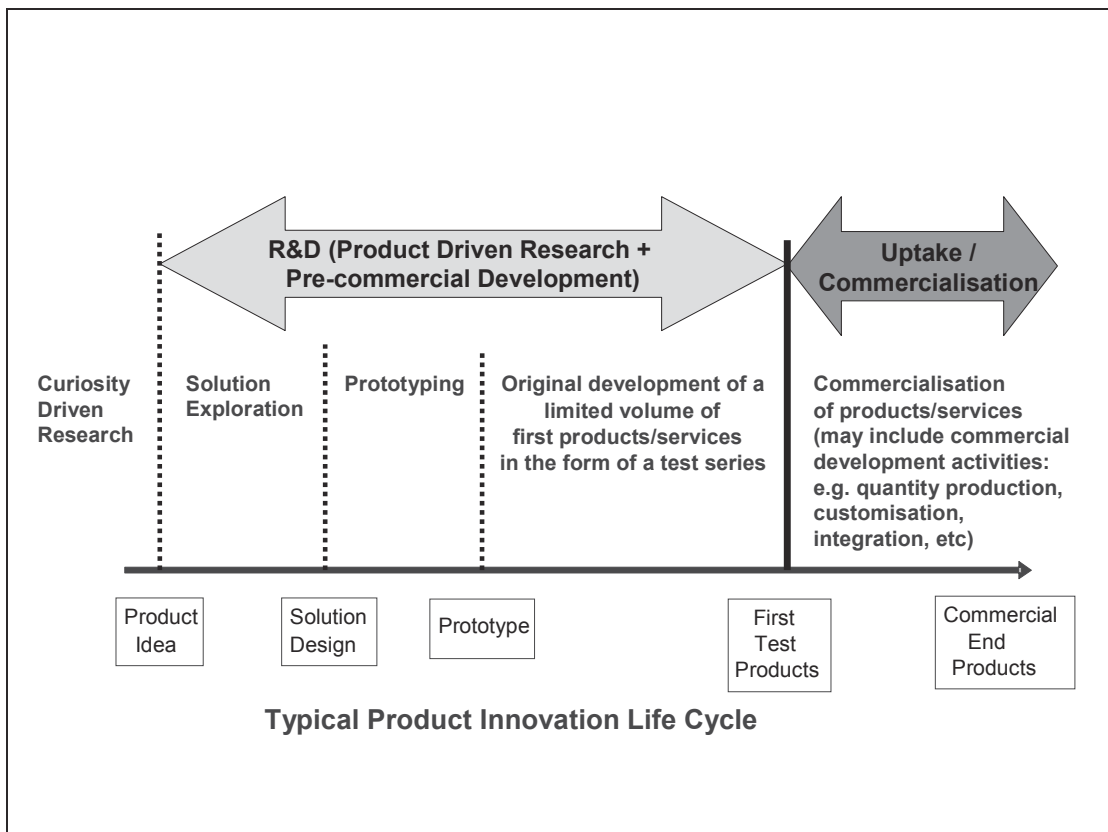 R&D (Product Driven Research +
Pre-commercial Development)
Uptake /
Commercialisation
Curiosity
Driven
Research
Solution
Exploration
Prototyping
Original development of a
limited volume of
first products/services
in the form of a test series
Commercialisation
of products/services
(may include commercial
development activities:
e.g. quantity production,
customisation,
integration, etc)
Product
Idea
Solution
Design
Prototype
First
Test
Products
Commercial
End
Products
Typical Product Innovation Life Cycle